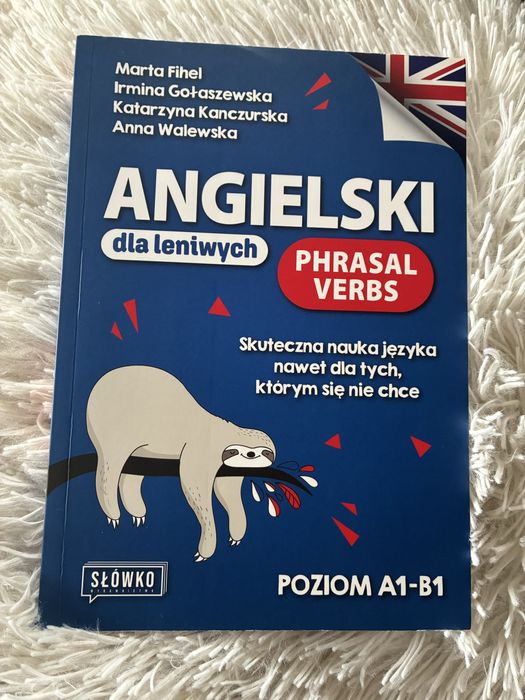 Marta Fihel
Irmina Gołaszewska
Katarzyna Kanczurska
Anna Walewska
ANGIELSKI
dla leniwych
PHRASAL
VERBS
Skuteczna nauka języka
nawet dla tych,
którym się nie chce
SŁÓWKO
WYDAWNICTWO
POZIOM A1-B1